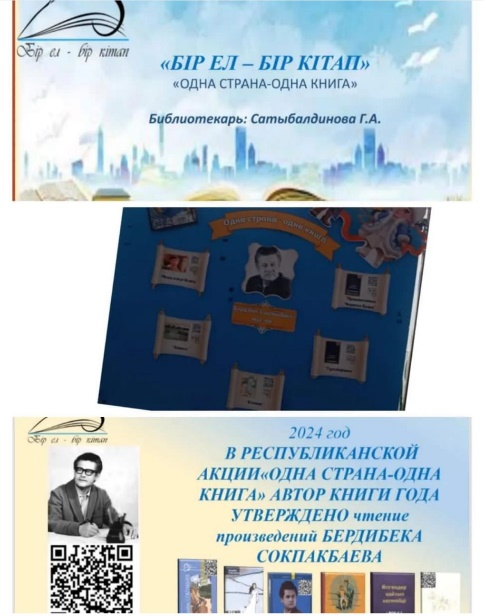 Бір ел - бір кітап
«БІР ЕЛ – БІР КІТАП»
«ОДНА СТРАНА-ОДНА КНИГА»
Библиотекарь: Сатыбалдинова Г.А.
Одна страна - одна книга
Бір ел - бір кітап
2024 год
В РЕСПУБЛИКАНСКОЙ
АКЦИИ«ОДНА СТРАНА-ОДНА
КНИГА» АВТОР КНИГИ ГОДА
УТВЕРЖДЕНО чтение
произведений БЕРДИБЕКА
СОКПАКБАЕВА